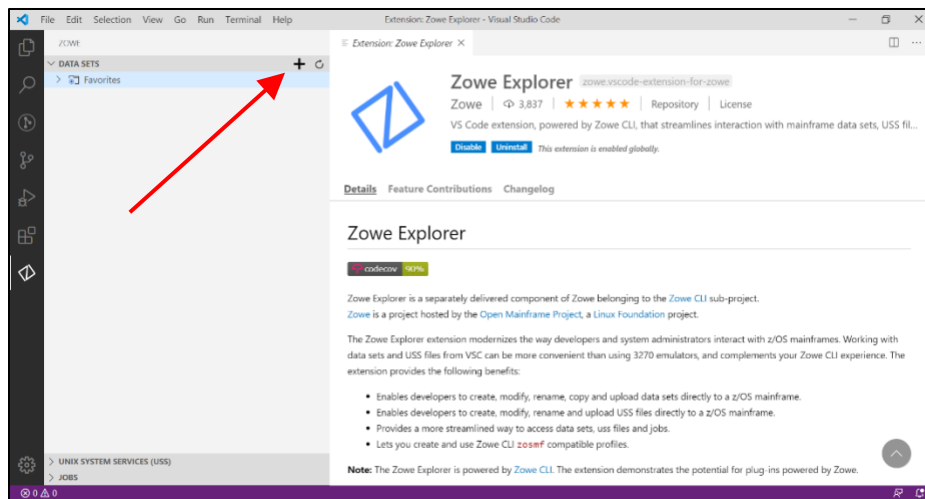 File Edit Selection View Go Run Terminal Help
Extension: Zowe Explorer - Visual Studio Code
ZOWE
DATA SETS
Favorites
UNIX SYSTEM SERVICES (USS)
JOBS
Extension: Zowe Explorer
Zowe Explorer zowe.vscode-extension-for-zowe
Zowe 3,837 ★★★★★ Repository License
VS Code extension, powered by Zowe CLI, that streamlines interaction with mainframe data sets, USS fil...
Disable Uninstall This extension is enabled globally.
Details Feature Contributions Changelog
Zowe Explorer
codecov 90%
Zowe Explorer is a separately delivered component of Zowe belonging to the Zowe CLI sub-project.
Zowe is a project hosted by the Open Mainframe Project, a Linux Foundation project.
The Zowe Explorer extension modernizes the way developers and system administrators interact with z/OS mainframes. Working with
data sets and USS files from VSC can be more convenient than using 3270 emulators, and complements your Zowe CLI experience. The
extension provides the following benefits:
• Enables developers to create, modify, rename, copy and upload data sets directly to a z/OS mainframe.
• Enables developers to create, modify, rename and upload USS files directly to a z/OS mainframe.
• Provides a more streamlined way to access data sets, uss files and jobs.
• Lets you create and use Zowe CLI zosmf compatible profiles.
Note: The Zowe Explorer is powered by Zowe CLI. The extension demonstrates the potential for plug-ins powered by Zowe.
0 0